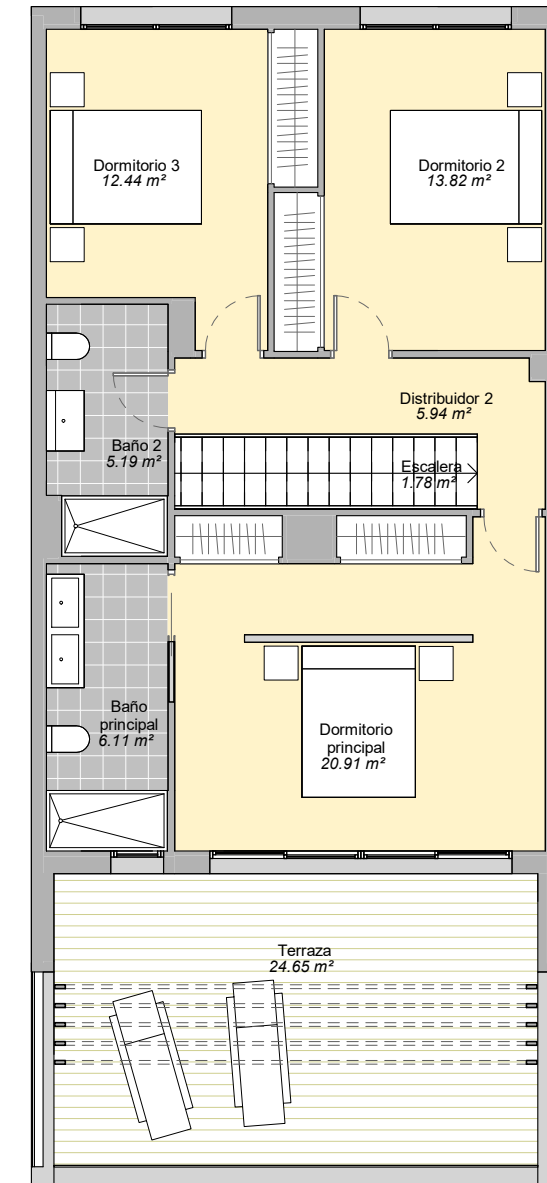 Dormitorio 3
12.44 m²
Dormitorio 2
13.82 m²
Distribuidor 2
5.94 m²
Baño 2
5.19 m²
Escalera
1.78 m²
Baño
principal
6.11 m²
Dormitorio
principal
20.91 m²
Terraza
24.65 m²